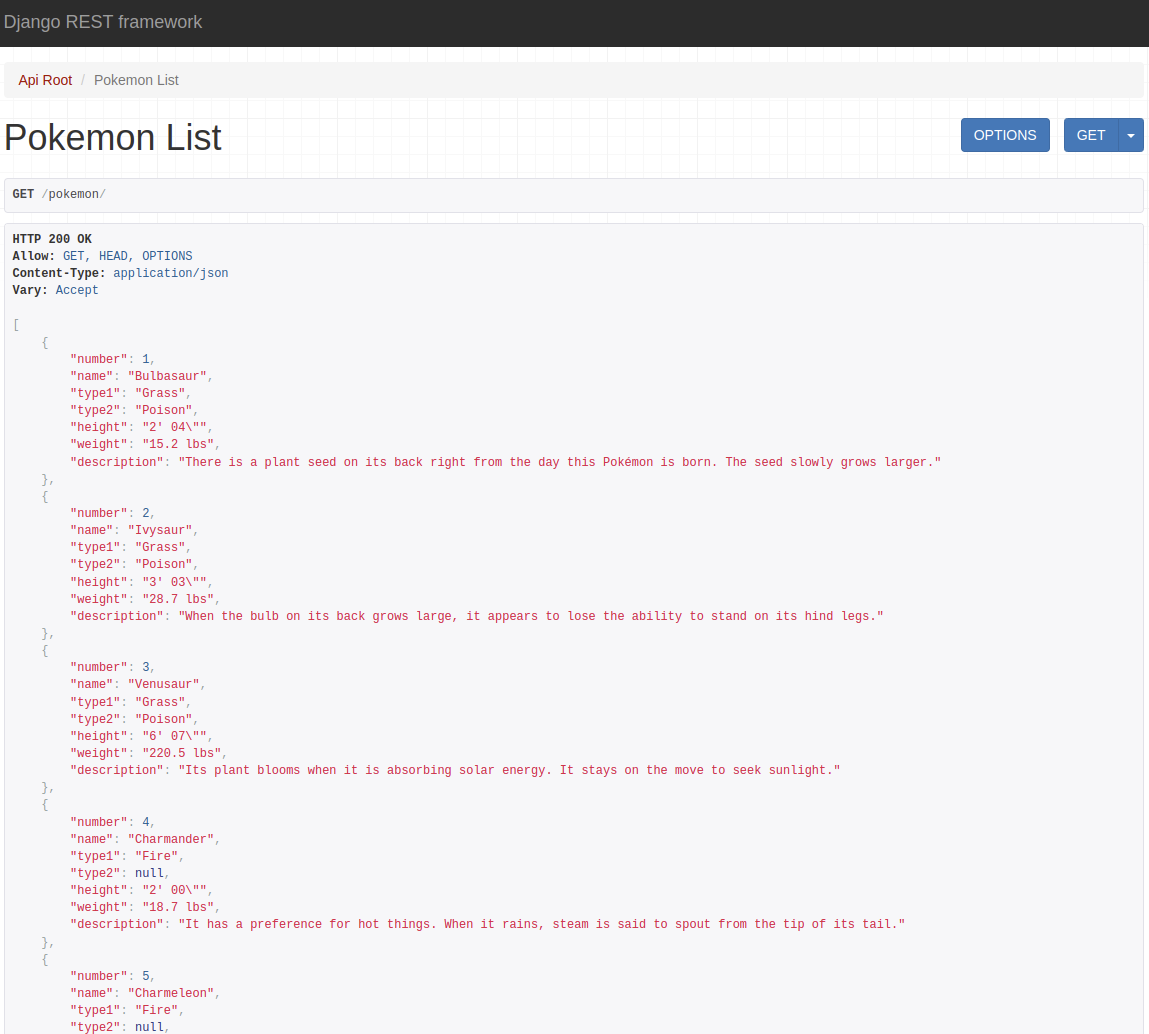 Django REST framework
Api Root / Pokemon List
Pokemon List
OPTIONS GET
GET /pokemon/
HTTP 200 OK
Allow: GET, HEAD, OPTIONS
Content-Type: application/json
Vary: Accept
[
    {
        "number": 1,
        "name": "Bulbasaur",
        "type1": "Grass",
        "type2": "Poison",
        "height": "2' 04\"",
        "weight": "15.2 lbs",
        "description": "There is a plant seed on its back right from the day this Pokémon is born. The seed slowly grows larger."
    },
    {
        "number": 2,
        "name": "Ivysaur",
        "type1": "Grass",
        "type2": "Poison",
        "height": "3' 03\"",
        "weight": "28.7 lbs",
        "description": "When the bulb on its back grows large, it appears to lose the ability to stand on its hind legs."
    },
    {
        "number": 3,
        "name": "Venusaur",
        "type1": "Grass",
        "type2": "Poison",
        "height": "6' 07\"",
        "weight": "220.5 lbs",
        "description": "Its plant blooms when it is absorbing solar energy. It stays on the move to seek sunlight."
    },
    {
        "number": 4,
        "name": "Charmander",
        "type1": "Fire",
        "type2": null,
        "height": "2' 00\"",
        "weight": "18.7 lbs",
        "description": "It has a preference for hot things. When it rains, steam is said to spout from the tip of its tail."
    },
    {
        "number": 5,
        "name": "Charmeleon",
        "type1": "Fire",
        "type2": null,